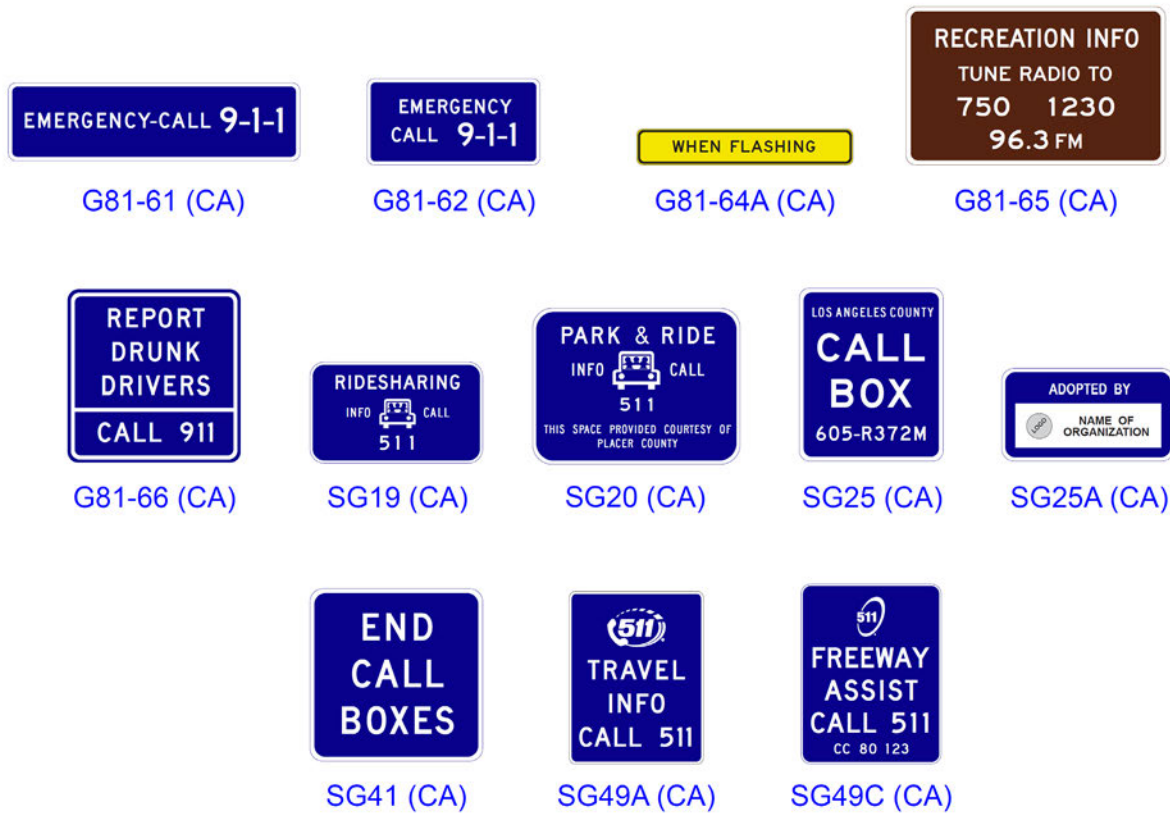 EMERGENCY-CALL 9-1-1
G81-61 (CA)
EMERGENCY
CALL 9-1-1
G81-62 (CA)
WHEN FLASHING
G81-64A (CA)
RECREATION INFO
TUNE RADIO TO
750 1230
96.3 FM
G81-65 (CA)
REPORT
DRUNK
DRIVERS
CALL 911
G81-66 (CA)
RIDESHARING
INFO CALL
511
SG19 (CA)
PARK & RIDE
INFO CALL
511
THIS SPACE PROVIDED COURTESY OF
PLACER COUNTY
SG20 (CA)
LOS ANGELES COUNTY
CALL
BOX
605-R372M
SG25 (CA)
ADOPTED BY
LOGO
NAME OF
ORGANIZATION
SG25A (CA)
END
CALL
BOXES
SG41 (CA)
511
TRAVEL
INFO
CALL 511
SG49A (CA)
511
FREEWAY
ASSIST
CALL 511
CC 80 123
SG49C (CA)